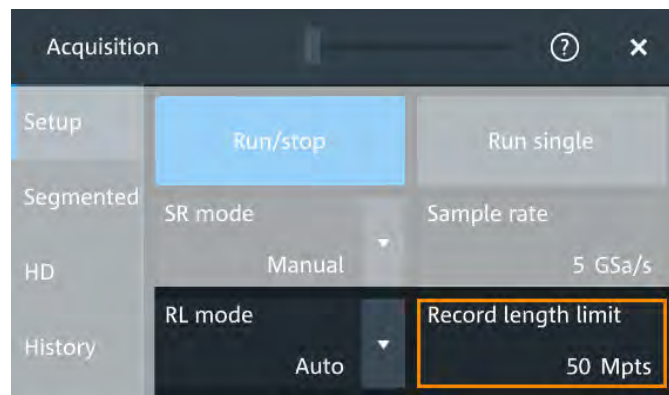 Acquisition ? ×
Setup
Run/stop Run single
Segmented
SR mode Sample rate
Manual 5 GSa/s
HD
RL mode Record length limit
History
Auto 50 Mpts